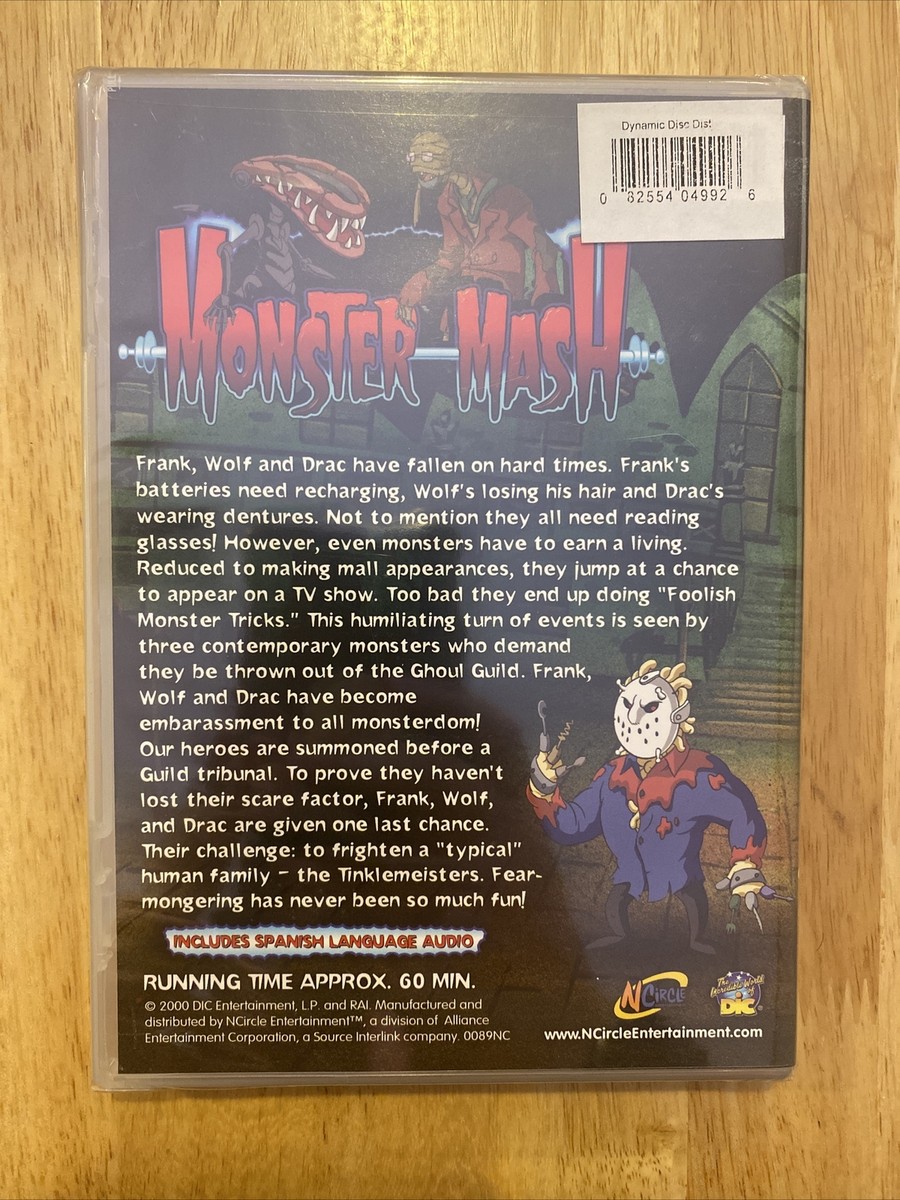 Dynamic Disc Dist
0 82554 04992 6
MONSTER MASH
Frank, Wolf and Drac have fallen on hard times. Frank's
batteries need recharging, Wolf's losing his hair and Drac's
wearing dentures. Not to mention they all need reading
glasses! However, even monsters have to earn a living.
Reduced to making mall appearances, they jump at a chance
to appear on a TV show. Too bad they end up doing "Foolish
Monster Tricks." This humiliating turn of events is seen by
three contemporary monsters who demand
they be thrown out of the Ghoul Guild. Frank,
Wolf and Drac have become
embarassment to all monsterdom!
Our heroes are summoned before a
Guild tribunal. To prove they haven't
lost their scare factor, Frank, Wolf,
and Drac are given one last chance.
Their challenge: to frighten a "typical"
human family - the Tinklemeisters. Fear-
mongering has never been so much fun!
INCLUDES SPANISH LANGUAGE AUDIO
RUNNING TIME APPROX. 60 MIN.
© 2000 DIC Entertainment, L.P. and RAI. Manufactured and
distributed by NCircle Entertainment™, a division of Alliance
Entertainment Corporation, a Source Interlink company. 0089NC
NCIRCLE
The Incredible World of DIC
www.NCircleEntertainment.com